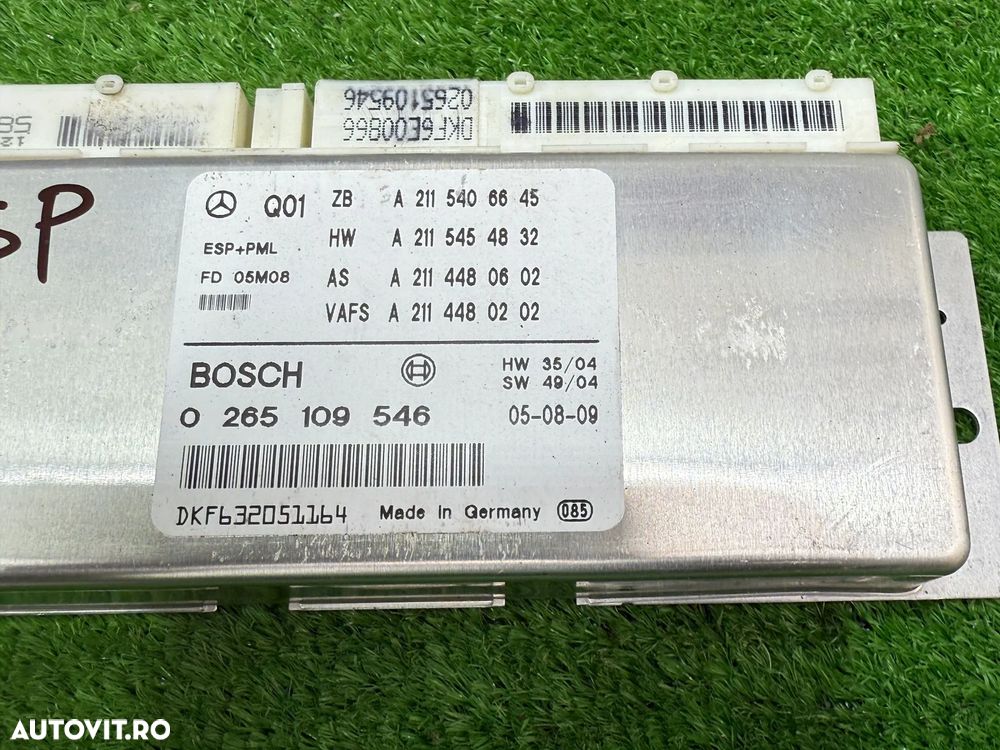 0265109546
DKF6E00866
SP
Q01
ZB A 211 540 66 45
ESP+PML
HW A 211 545 48 32
FD 05M08
AS A 211 448 06 02
VAFS A 211 448 02 02
BOSCH
HW 35/04
SW 49/04
0 265 109 546
05-08-09
DKF632051164
Made In Germany
085
AUTOVIT.RO